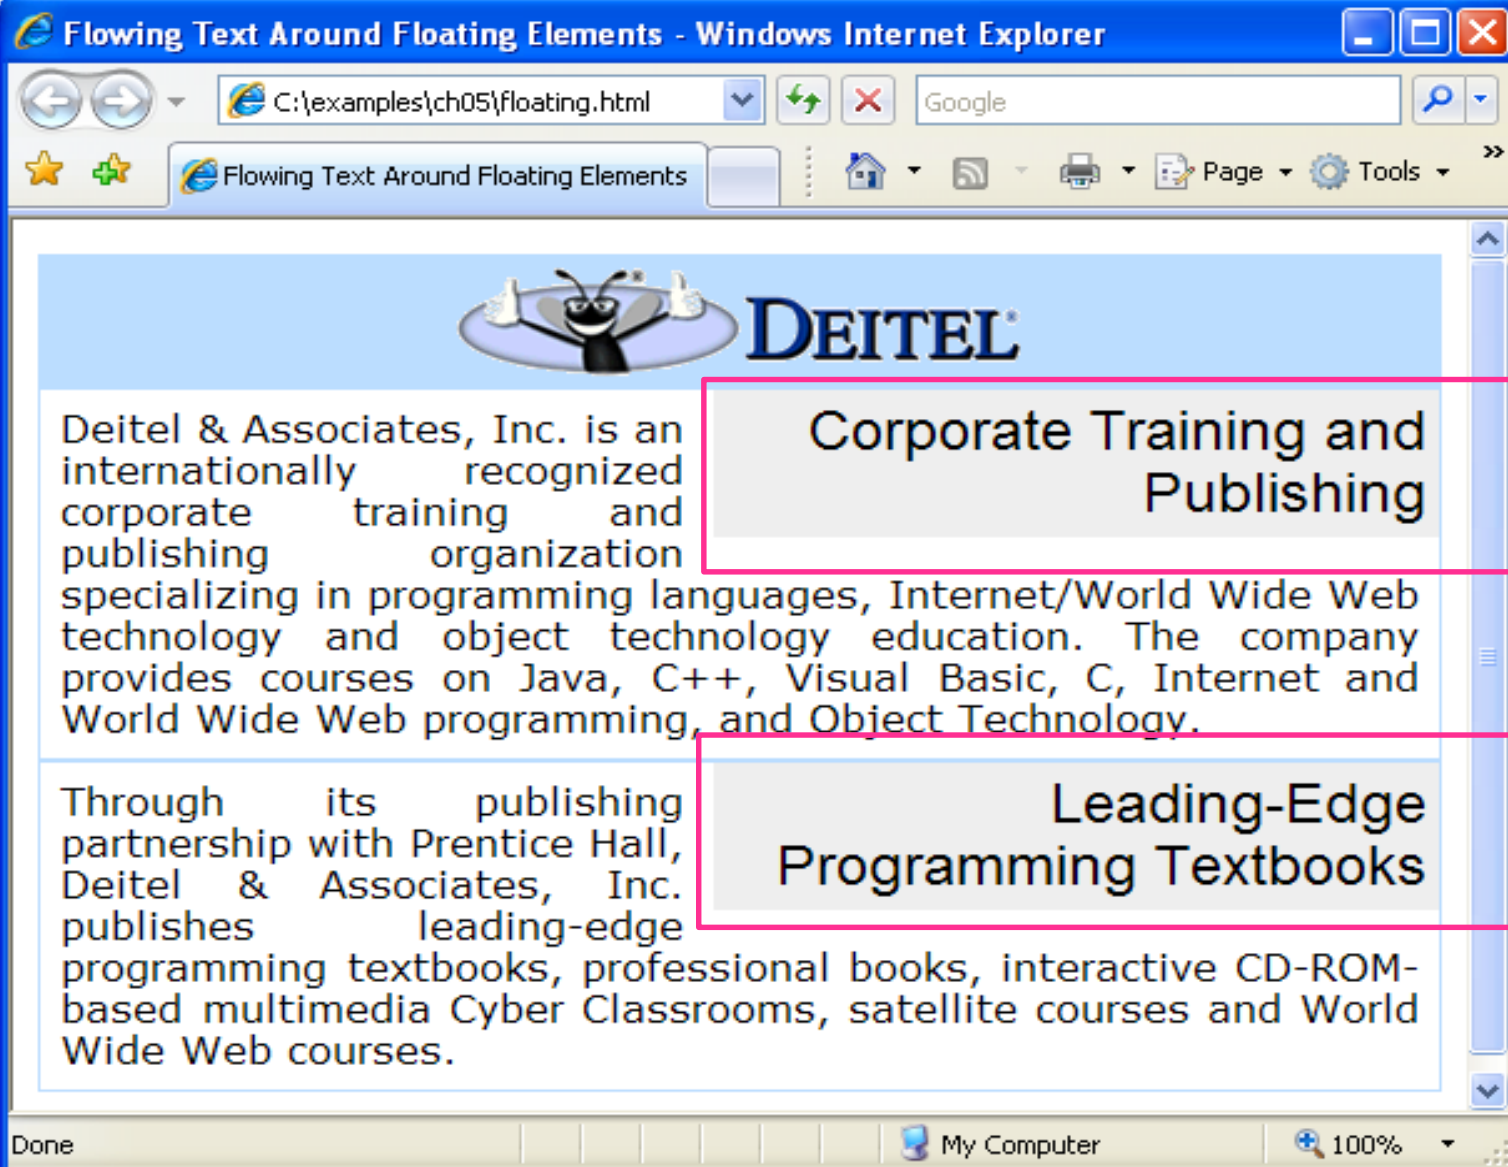 Flowing Text Around Floating Elements - Windows Internet Explorer
C:\examples\ch05\floating.html
Google
Flowing Text Around Floating Elements
Page
Tools
»
DEITEL®
Deitel & Associates, Inc. is an
internationally recognized
corporate training and
publishing organization
Corporate Training and
Publishing
specializing in programming languages, Internet/World Wide Web
technology and object technology education. The company
provides courses on Java, C++, Visual Basic, C, Internet and
World Wide Web programming, and Object Technology.
Through its publishing
partnership with Prentice Hall,
Deitel & Associates, Inc.
publishes leading-edge
Leading-Edge
Programming Textbooks
programming textbooks, professional books, interactive CD-ROM-
based multimedia Cyber Classrooms, satellite courses and World
Wide Web courses.
Done
My Computer
100%